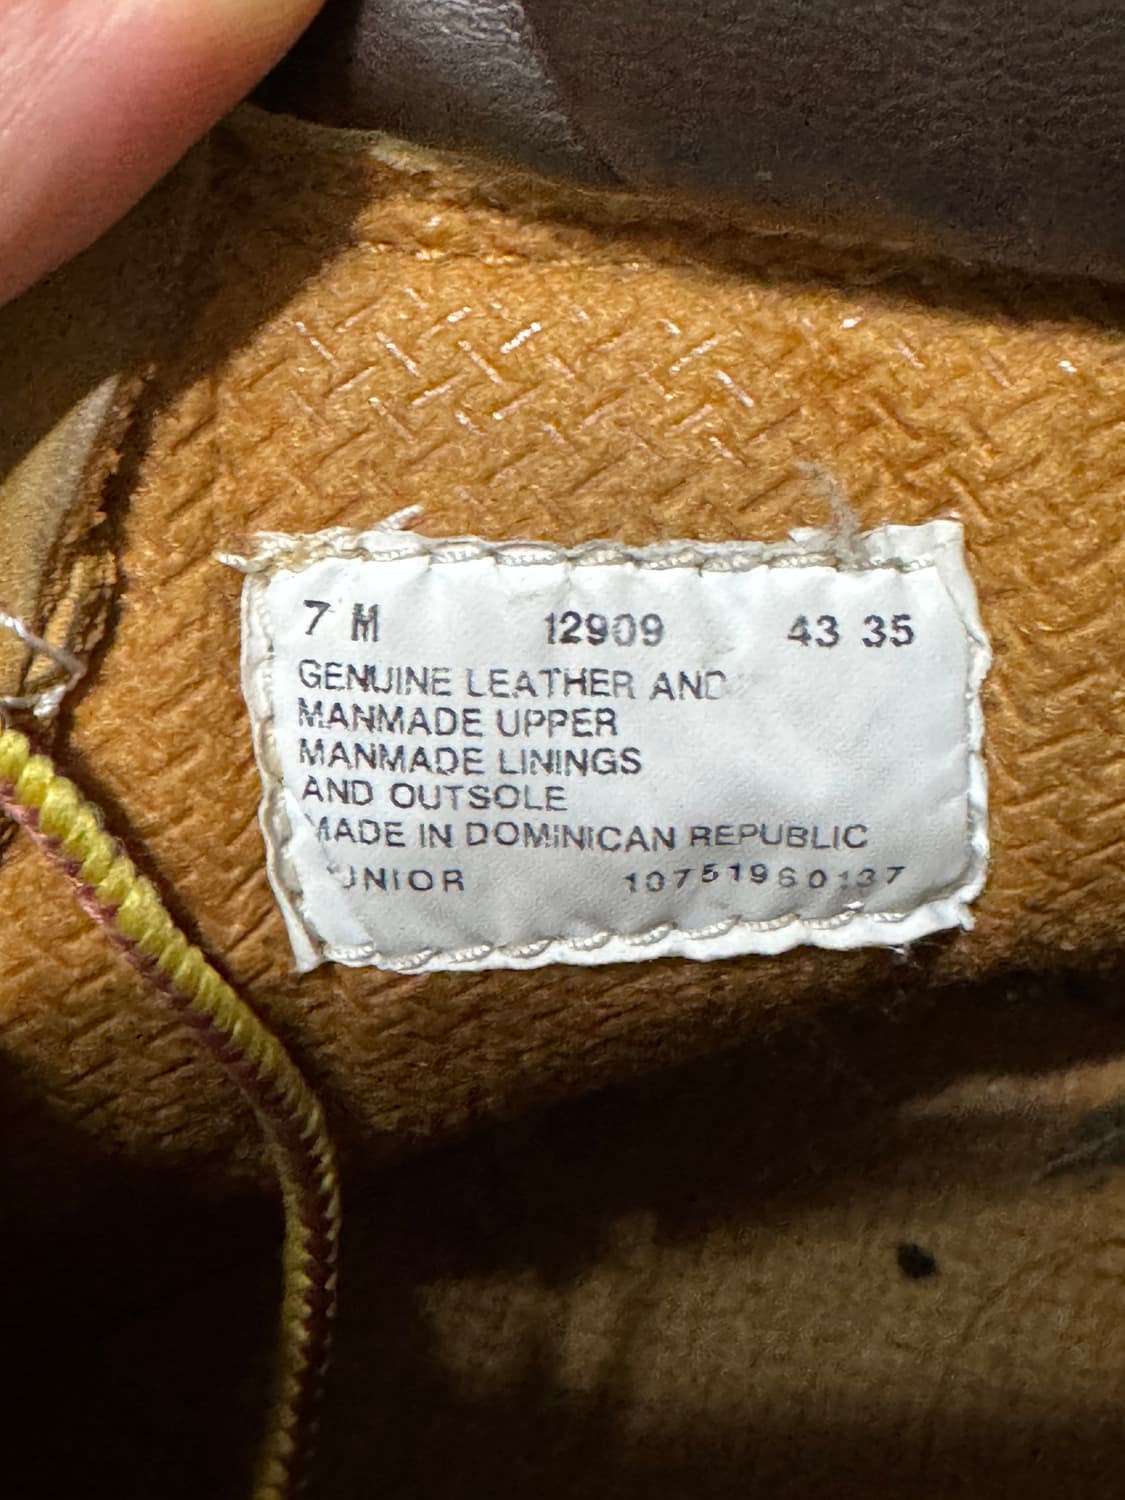 7 M 12909 43 35
GENUINE LEATHER AND
MANMADE UPPER
MANMADE LININGS
AND OUTSOLE
MADE IN DOMINICAN REPUBLIC
JUNIOR 10751960137